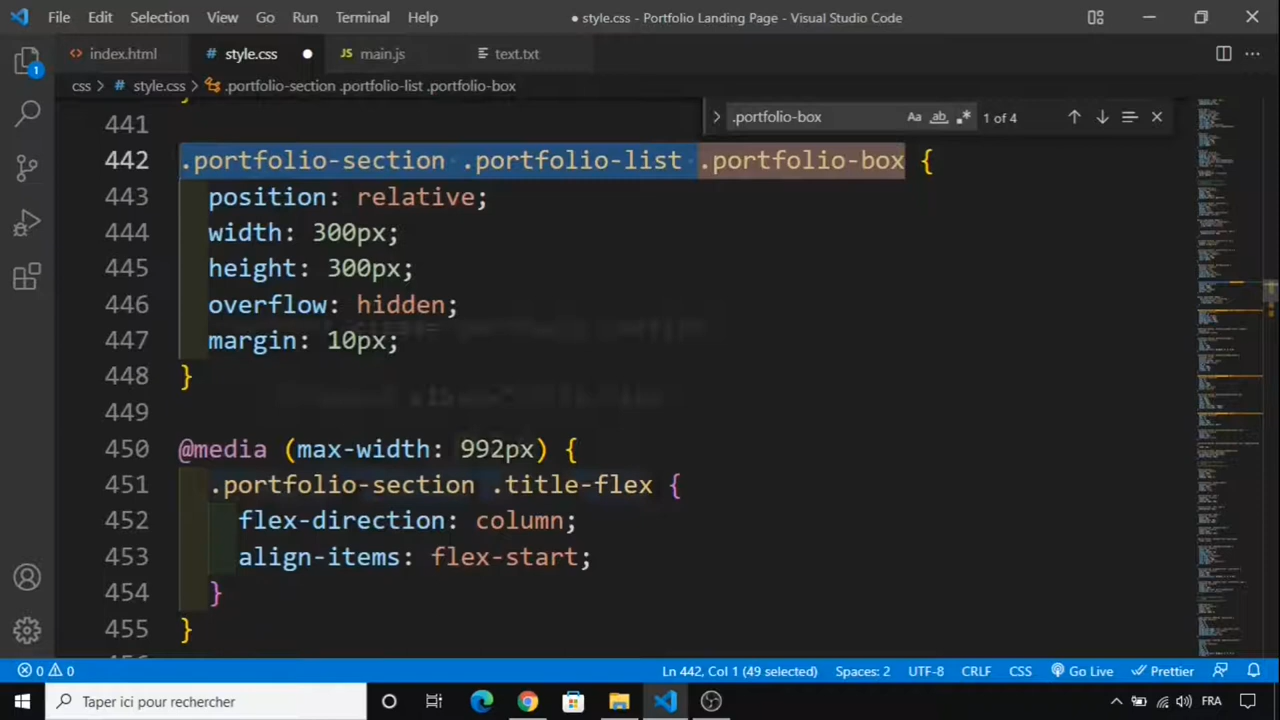 File Edit Selection View Go Run Terminal Help ● style.css - Portfolio Landing Page - Visual Studio Code
index.html # style.css ● JS main.js text.txt
css > # style.css > .portfolio-section .portfolio-list .portfolio-box
.portfolio-box Aa ab .* 1 of 4
}
441
442 .portfolio-section .portfolio-list .portfolio-box {
443 position: relative;
444 width: 300px;
445 height: 300px;
446 overflow: hidden;
447 margin: 10px;
448 }
449
450 @media (max-width: 992px) {
451 .portfolio-section .title-flex {
452 flex-direction: column;
453 align-items: flex-start;
454 }
455 }
1
0 0 Ln 442, Col 1 (49 selected) Spaces: 2 UTF-8 CRLF CSS Go Live Prettier
Taper ici pour rechercher FRA